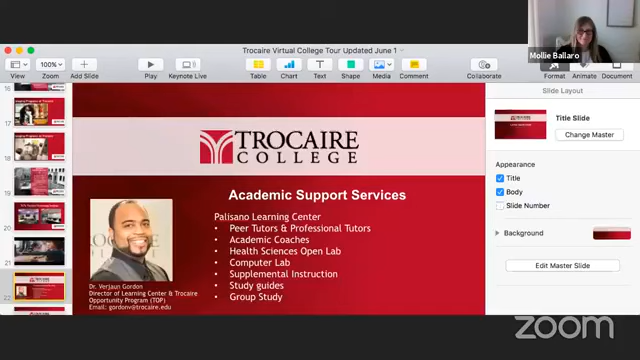 Mollie Ballaro
Trocaire Virtual College Tour Updated June 1
View
100%
Zoom
Add Slide
Play
Keynote Live
Table
Chart
Text
Shape
Media
Comment
Collaborate
Format
Animate
Document
16
17
18
19
20
21
22
TROCAIRE
COLLEGE
Academic Support Services
Palisano Learning Center
• Peer Tutors & Professional Tutors
• Academic Coaches
• Health Sciences Open Lab
• Computer Lab
• Supplemental Instruction
• Study guides
• Group Study
TROCAIRE
Dr. Verjaun Gordon
Director of Learning Center & Trocaire
Opportunity Program (TOP)
Email: gordonv@trocaire.edu
Slide Layout
Title Slide
Change Master
Appearance
Title
Body
Slide Number
Background
Edit Master Slide
zoom